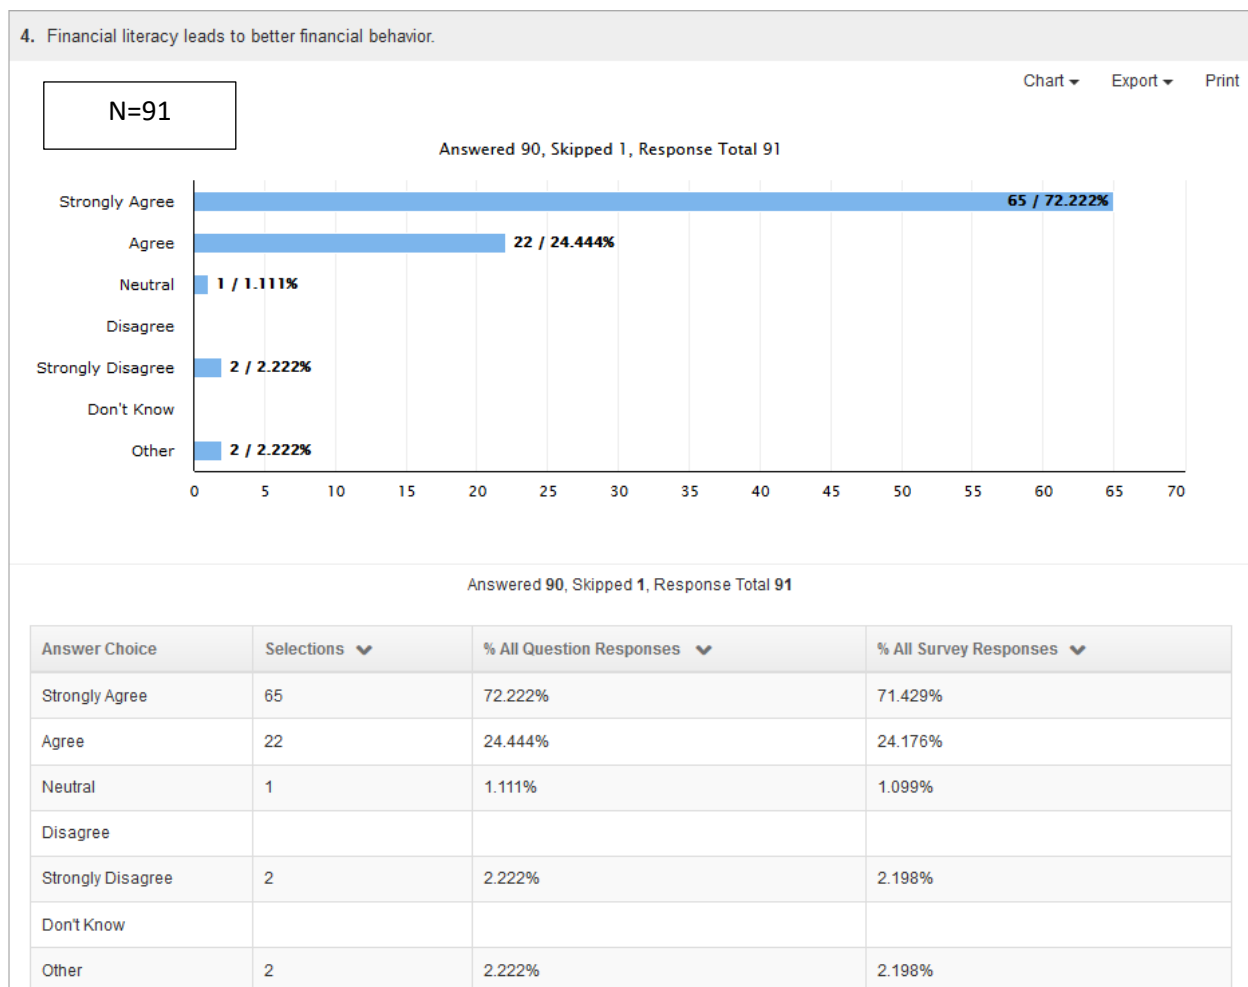 4. Financial literacy leads to better financial behavior.
Chart Export Print
N=91
Answered 90, Skipped 1, Response Total 91
Strongly Agree 65 / 72.222%
Agree 22 / 24.444%
Neutral 1 / 1.111%
Disagree
Strongly Disagree 2 / 2.222%
Don't Know
Other 2 / 2.222%
0 5 10 15 20 25 30 35 40 45 50 55 60 65 70
Answered 90, Skipped 1, Response Total 91
Answer Choice Selections % All Question Responses % All Survey Responses
Strongly Agree 65 72.222% 71.429%
Agree 22 24.444% 24.176%
Neutral 1 1.111% 1.099%
Disagree
Strongly Disagree 2 2.222% 2.198%
Don't Know
Other 2 2.222% 2.198%